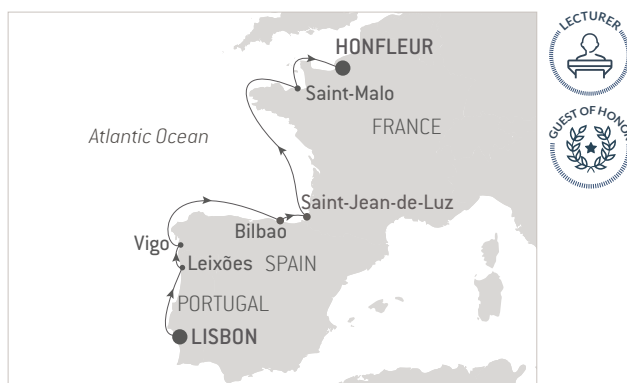 LECTURER
HONFLEUR
Saint-Malo
FRANCE
GUEST OF HONOR
Atlantic Ocean
Saint-Jean-de-Luz
Bilbao
Vigo
Leixões
SPAIN
PORTUGAL
LISBON